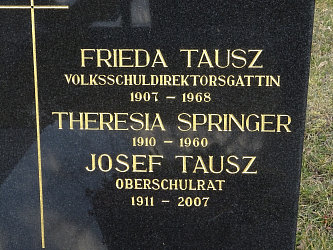 FRIEDA TAUSZ
VOLKSSCHULDIREKTORSGATTIN
1907 – 1968
THERESIA SPRINGER
1910 – 1960
JOSEF TAUSZ
OBERSCHULRAT
1911 – 2007